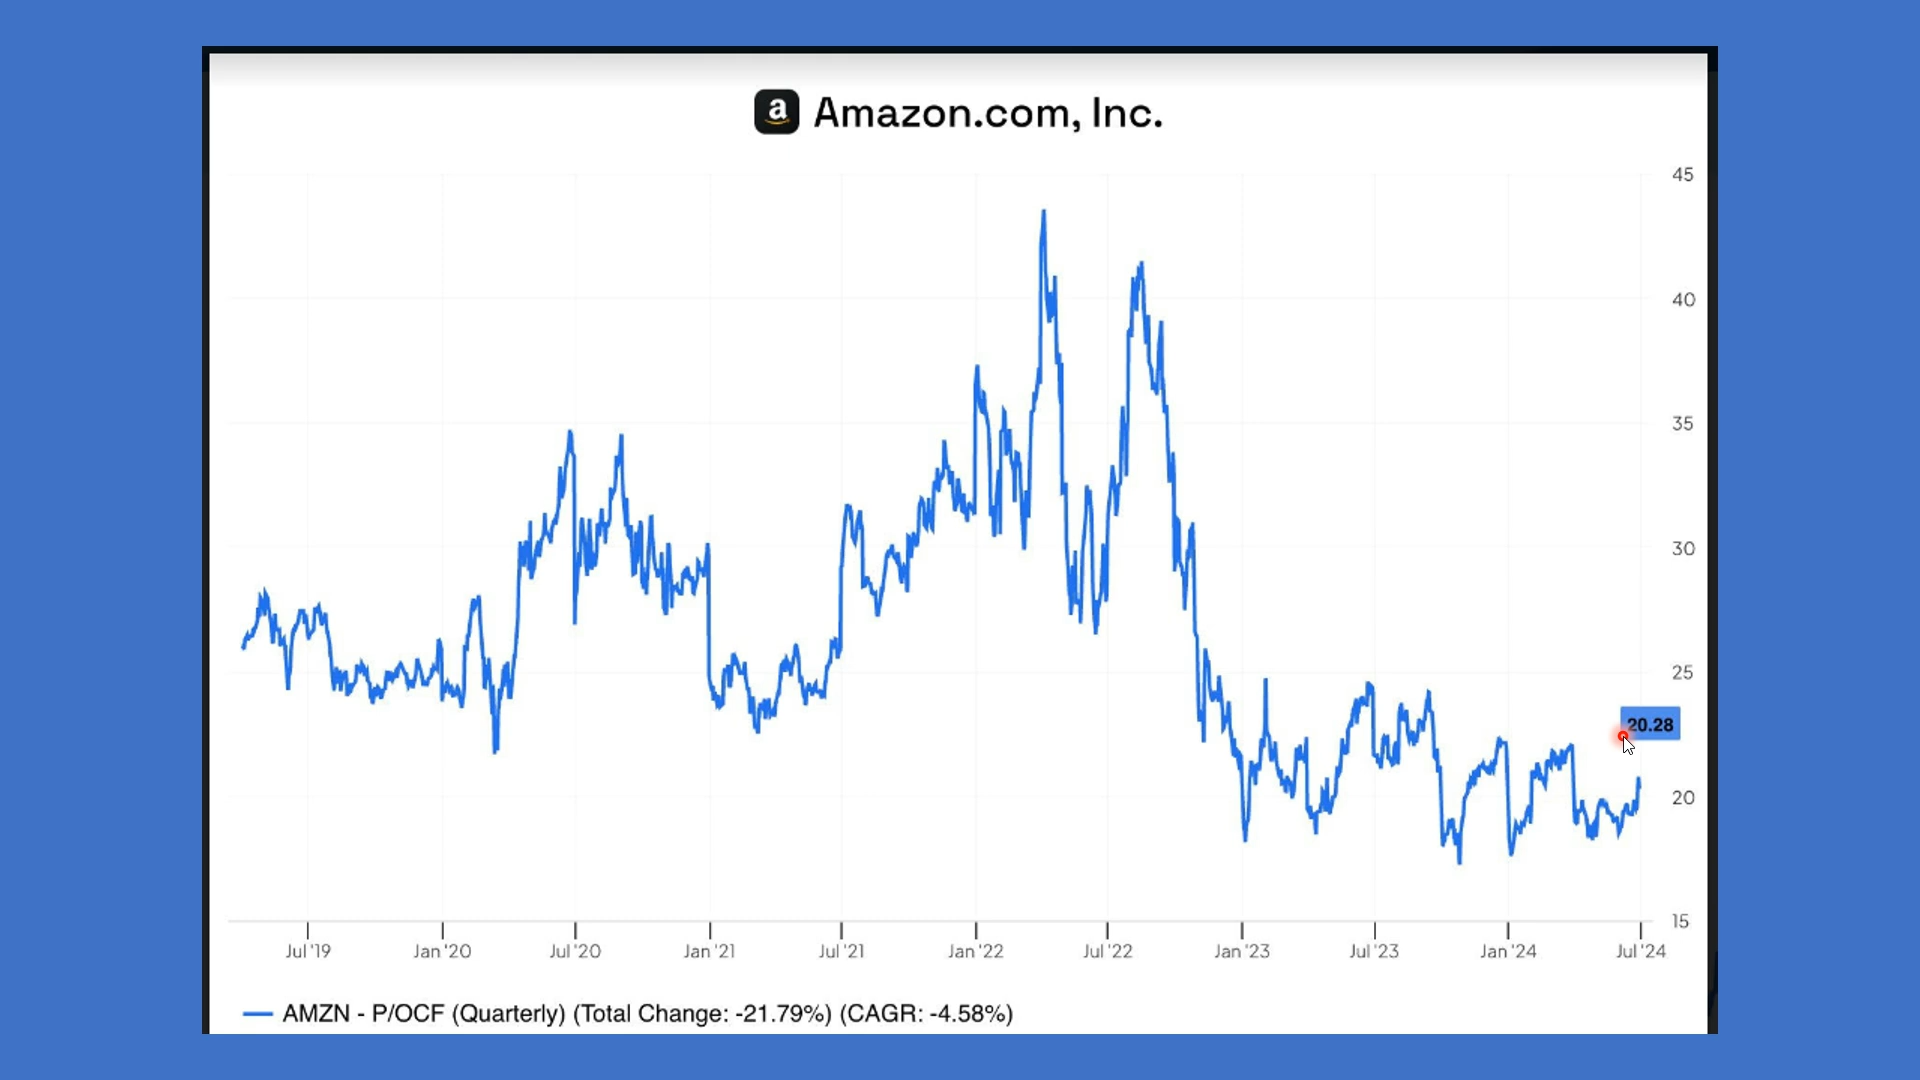 a Amazon.com, Inc.
45
40
35
30
25
20.28
20
15
Jul '19 Jan '20 Jul '20 Jan '21 Jul '21 Jan '22 Jul '22 Jan '23 Jul '23 Jan '24 Jul '24
AMZN - P/OCF (Quarterly) (Total Change: -21.79%) (CAGR: -4.58%)